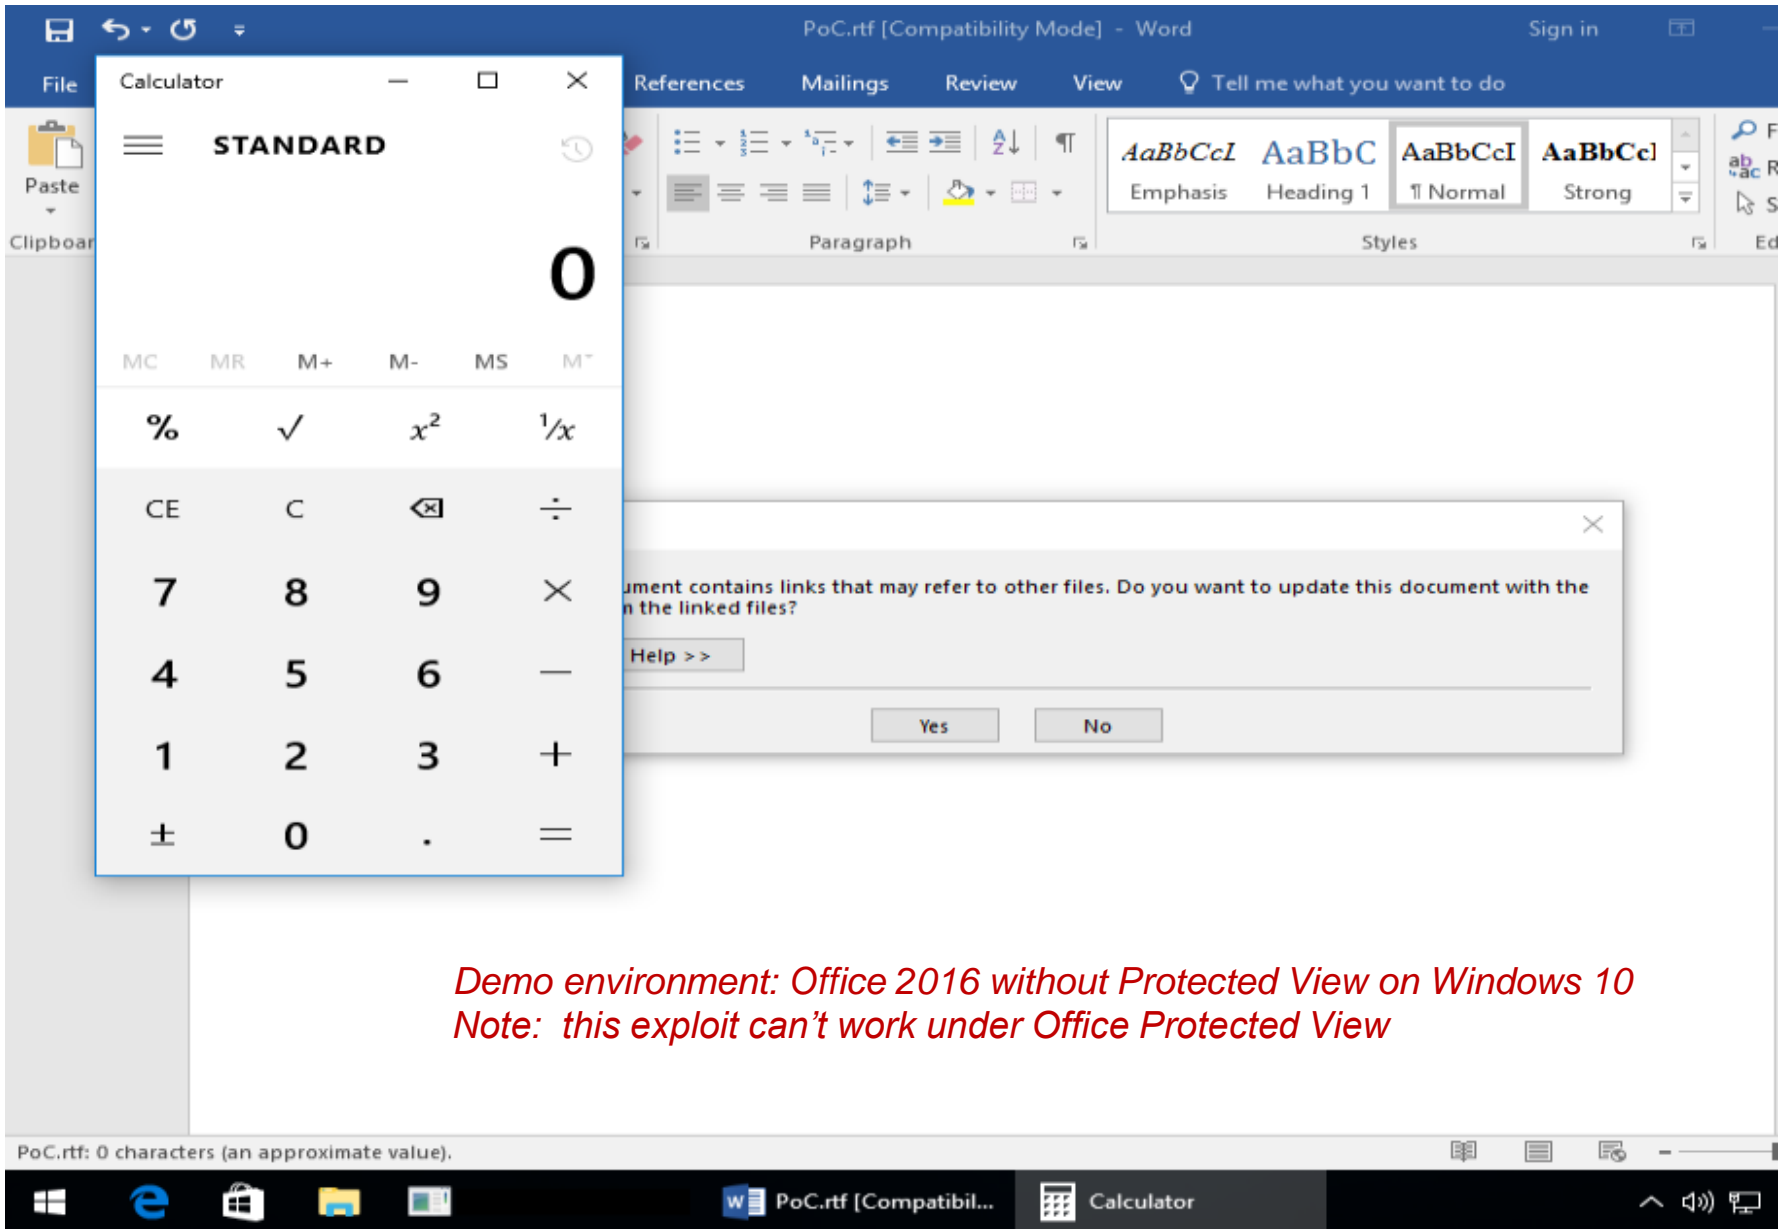 PoC.rtf [Compatibility Mode] - Word
Sign in
File
References
Mailings
Review
View
Tell me what you want to do
Calculator
STANDARD
Paste
AaBbCcI
AaBbC
AaBbCcI
AaBbCcl
Emphasis
Heading 1
¶ Normal
Strong
Clipboar
Paragraph
Styles
Ed
0
MC MR M+ M- MS M˅
% √ x² ¹/x
CE C ÷
7 8 9 ×
4 5 6 −
1 2 3 +
± 0 . =
ument contains links that may refer to other files. Do you want to update this document with the
the linked files?
Help >>
Yes
No
Demo environment: Office 2016 without Protected View on Windows 10
Note: this exploit can’t work under Office Protected View
PoC.rtf: 0 characters (an approximate value).
PoC.rtf [Compatibil...
Calculator